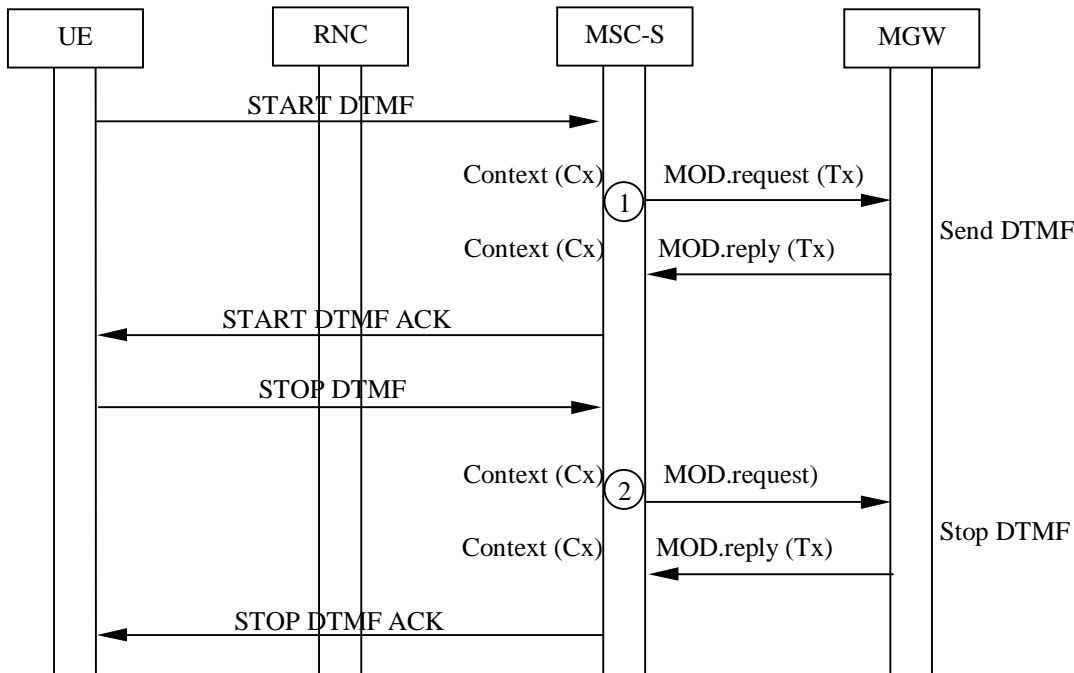 UE RNC MSC-S MGW
START DTMF
Context (Cx) MOD.request (Tx)
1
Send DTMF
Context (Cx) MOD.reply (Tx)
START DTMF ACK
STOP DTMF
Context (Cx) MOD.request)
2
Stop DTMF
Context (Cx) MOD.reply (Tx)
STOP DTMF ACK